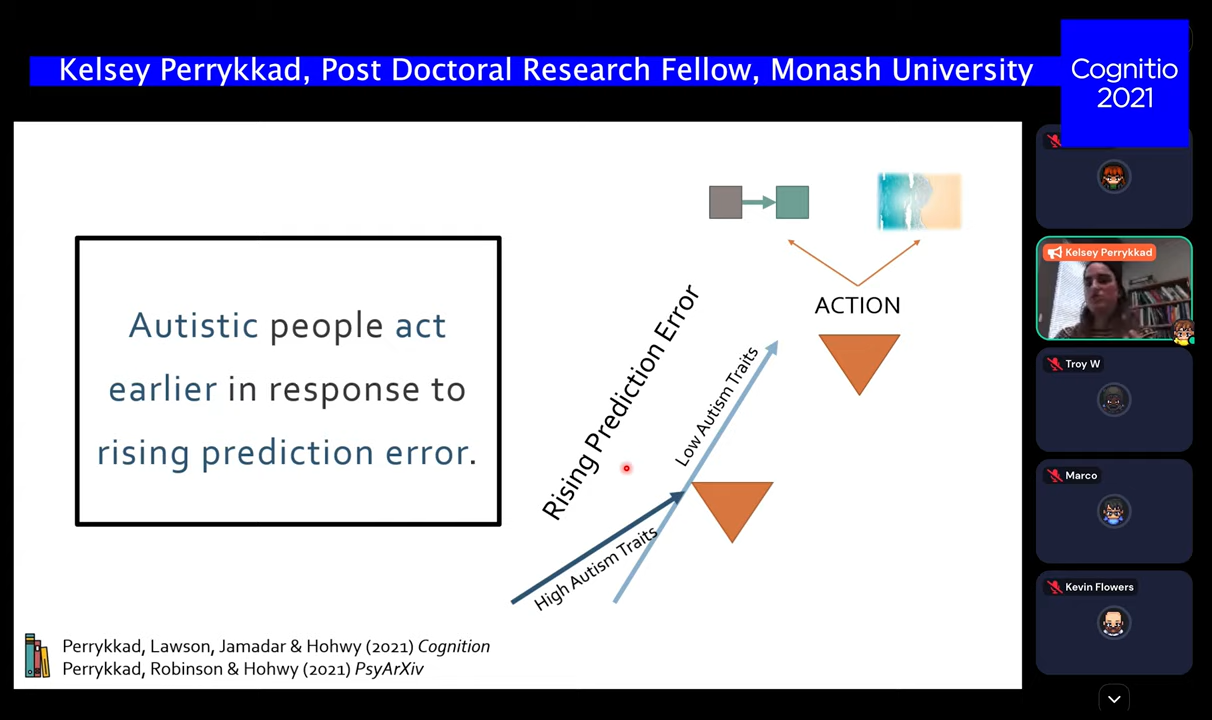 Kelsey Perrykkad, Post Doctoral Research Fellow, Monash University
Cognitio
2021
Autistic people act
earlier in response to
rising prediction error.
Rising Prediction Error
Low Autism Traits
High Autism Traits
ACTION
Perrykkad, Lawson, Jamadar & Hohwy (2021) Cognition
Perrykkad, Robinson & Hohwy (2021) PsyArXiv
Kelsey Perrykkad
Troy W
Marco
Kevin Flowers